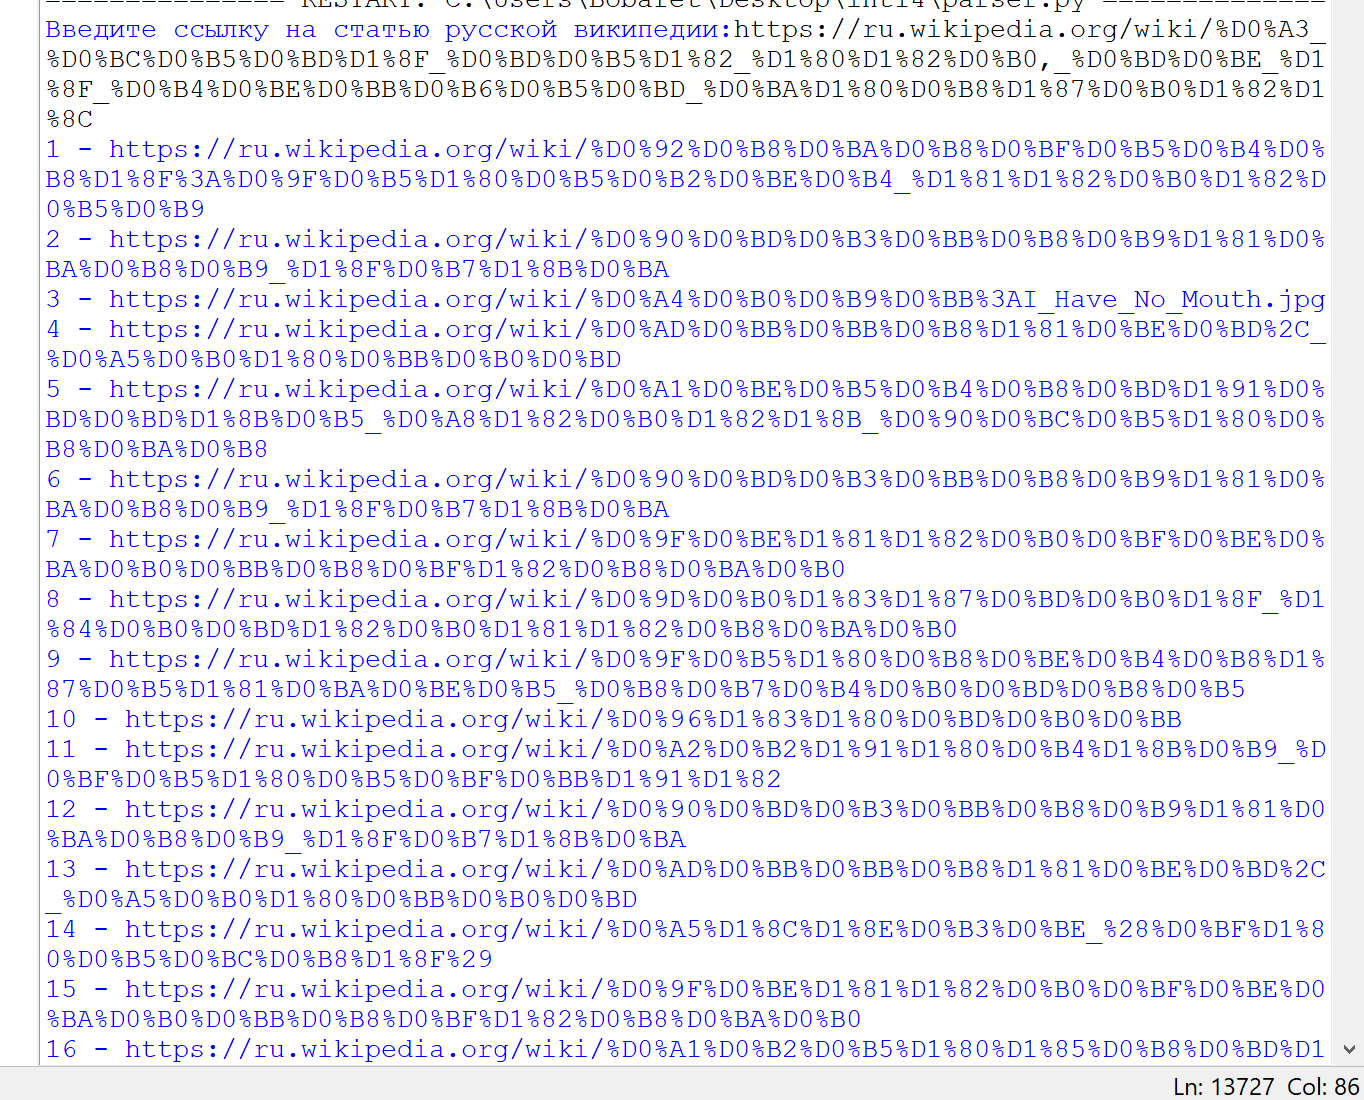 =============== RESTART: C:\Users\Bobaret\Desktop\int14\parser.py ==============
Введите ссылку на статью русской википедии:https://ru.wikipedia.org/wiki/%D0%A3_
%D0%BC%D0%B5%D0%BD%D1%8F_%D0%BD%D0%B5%D1%82_%D1%80%D1%82%D0%B0,_%D0%BD%D0%BE_%D1
%8F_%D0%B4%D0%BE%D0%BB%D0%B6%D0%B5%D0%BD_%D0%BA%D1%80%D0%B8%D1%87%D0%B0%D1%82%D1
%8C
1 - https://ru.wikipedia.org/wiki/%D0%92%D0%B8%D0%BA%D0%B8%D0%BF%D0%B5%D0%B4%D0%
B8%D1%8F%3A%D0%9F%D0%B5%D1%80%D0%B5%D0%B2%D0%BE%D0%B4_%D1%81%D1%82%D0%B0%D1%82%D
0%B5%D0%B9
2 - https://ru.wikipedia.org/wiki/%D0%90%D0%BD%D0%B3%D0%BB%D0%B8%D0%B9%D1%81%D0%
BA%D0%B8%D0%B9_%D1%8F%D0%B7%D1%8B%D0%BA
3 - https://ru.wikipedia.org/wiki/%D0%A4%D0%B0%D0%B9%D0%BB%3AI_Have_No_Mouth.jpg
4 - https://ru.wikipedia.org/wiki/%D0%AD%D0%BB%D0%BB%D0%B8%D1%81%D0%BE%D0%BD%2C_
%D0%A5%D0%B0%D1%80%D0%BB%D0%B0%D0%BD
5 - https://ru.wikipedia.org/wiki/%D0%A1%D0%BE%D0%B5%D0%B4%D0%B8%D0%BD%D1%91%D0%
BD%D0%BD%D1%8B%D0%B5_%D0%A8%D1%82%D0%B0%D1%82%D1%8B_%D0%90%D0%BC%D0%B5%D1%80%D0%
B8%D0%BA%D0%B8
6 - https://ru.wikipedia.org/wiki/%D0%90%D0%BD%D0%B3%D0%BB%D0%B8%D0%B9%D1%81%D0%
BA%D0%B8%D0%B9_%D1%8F%D0%B7%D1%8B%D0%BA
7 - https://ru.wikipedia.org/wiki/%D0%9F%D0%BE%D1%81%D1%82%D0%B0%D0%BF%D0%BE%D0%
BA%D0%B0%D0%BB%D0%B8%D0%BF%D1%82%D0%B8%D0%BA%D0%B0
8 - https://ru.wikipedia.org/wiki/%D0%9D%D0%B0%D1%83%D1%87%D0%BD%D0%B0%D1%8F_%D1
%84%D0%B0%D0%BD%D1%82%D0%B0%D1%81%D1%82%D0%B8%D0%BA%D0%B0
9 - https://ru.wikipedia.org/wiki/%D0%9F%D0%B5%D1%80%D0%B8%D0%BE%D0%B4%D0%B8%D1%
87%D0%B5%D1%81%D0%BA%D0%BE%D0%B5_%D0%B8%D0%B7%D0%B4%D0%B0%D0%BD%D0%B8%D0%B5
10 - https://ru.wikipedia.org/wiki/%D0%96%D1%83%D1%80%D0%BD%D0%B0%D0%BB
11 - https://ru.wikipedia.org/wiki/%D0%A2%D0%B2%D1%91%D1%80%D0%B4%D1%8B%D0%B9_%D
0%BF%D0%B5%D1%80%D0%B5%D0%BF%D0%BB%D1%91%D1%82
12 - https://ru.wikipedia.org/wiki/%D0%90%D0%BD%D0%B3%D0%BB%D0%B8%D0%B9%D1%81%D0
%BA%D0%B8%D0%B9_%D1%8F%D0%B7%D1%8B%D0%BA
13 - https://ru.wikipedia.org/wiki/%D0%AD%D0%BB%D0%BB%D0%B8%D1%81%D0%BE%D0%BD%2C
_%D0%A5%D0%B0%D1%80%D0%BB%D0%B0%D0%BD
14 - https://ru.wikipedia.org/wiki/%D0%A5%D1%8C%D1%8E%D0%B3%D0%BE_%28%D0%BF%D1%8
0%D0%B5%D0%BC%D0%B8%D1%8F%29
15 - https://ru.wikipedia.org/wiki/%D0%9F%D0%BE%D1%81%D1%82%D0%B0%D0%BF%D0%BE%D0
%BA%D0%B0%D0%BB%D0%B8%D0%BF%D1%82%D0%B8%D0%BA%D0%B0
16 - https://ru.wikipedia.org/wiki/%D0%A1%D0%B2%D0%B5%D1%80%D1%85%D0%B8%D0%BD%D1
Ln: 13727 Col: 86